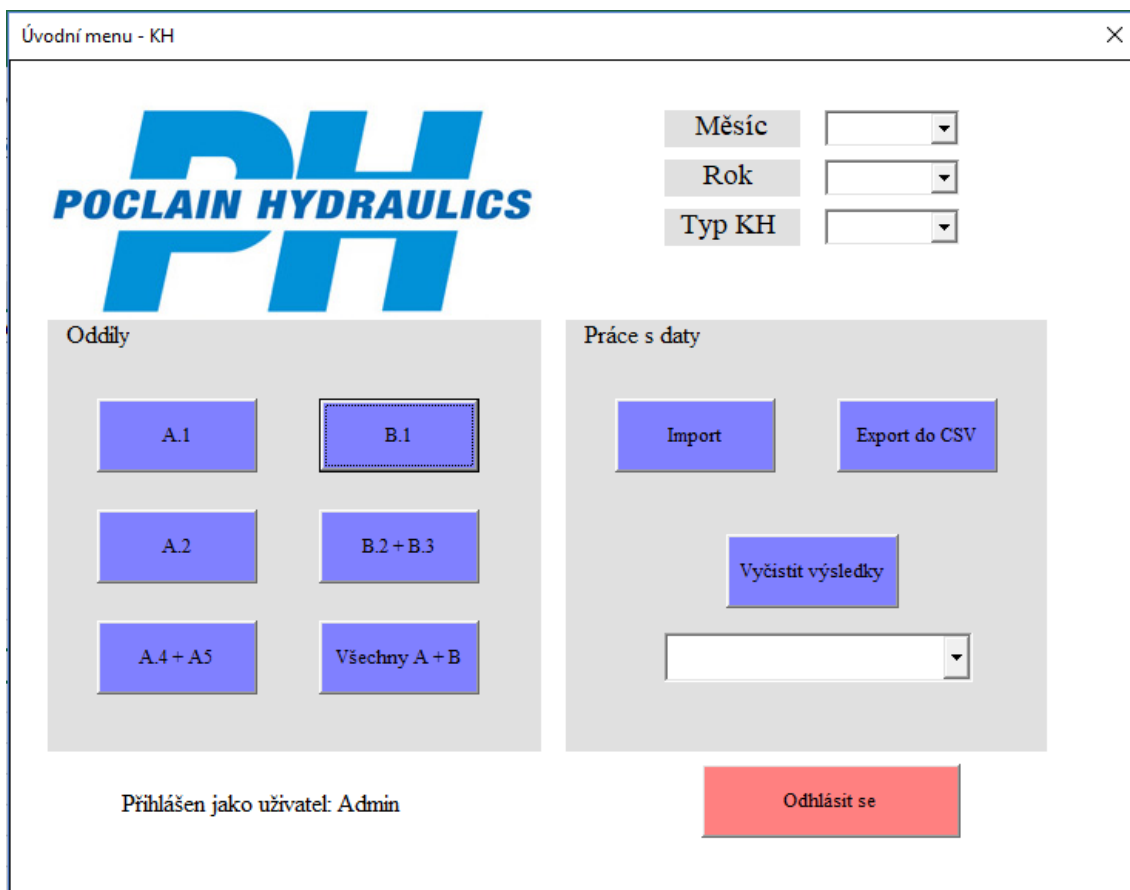 Úvodní menu - KH
PH
POCLAIN HYDRAULICS
Měsíc
Rok
Typ KH
Oddíly
A.1
B.1
A.2
B.2 + B.3
A.4 + A5
Všechny A + B
Práce s daty
Import
Export do CSV
Vyčistit výsledky
Přihlášen jako uživatel: Admin
Odhlásit se